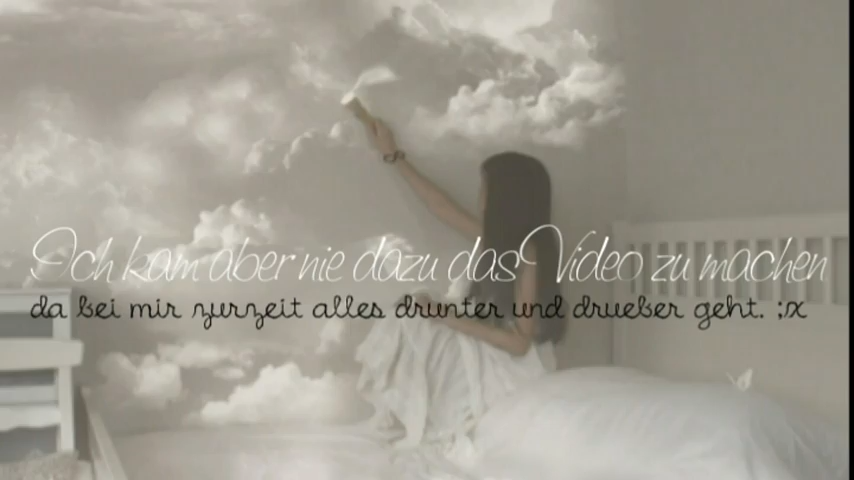 Ich kam aber nie dazu das Video zu machen
da bei mir zurzeit alles drunter und drueber geht. ;x